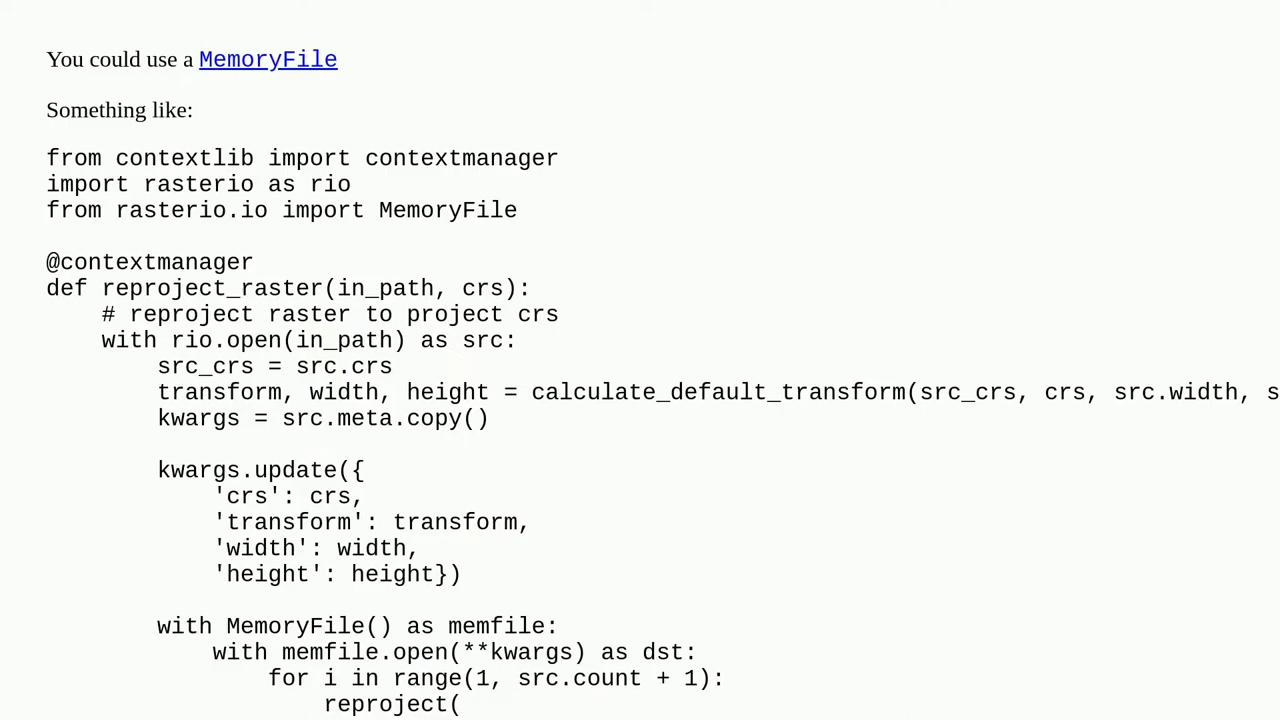 You could use a MemoryFile
Something like:
from contextlib import contextmanager
import rasterio as rio
from rasterio.io import MemoryFile
@contextmanager
def reproject_raster(in_path, crs):
    # reproject raster to project crs
    with rio.open(in_path) as src:
        src_crs = src.crs
        transform, width, height = calculate_default_transform(src_crs, crs, src.width, s
        kwargs = src.meta.copy()
        kwargs.update({
            'crs': crs,
            'transform': transform,
            'width': width,
            'height': height})
        with MemoryFile() as memfile:
            with memfile.open(**kwargs) as dst:
                for i in range(1, src.count + 1):
                    reproject(